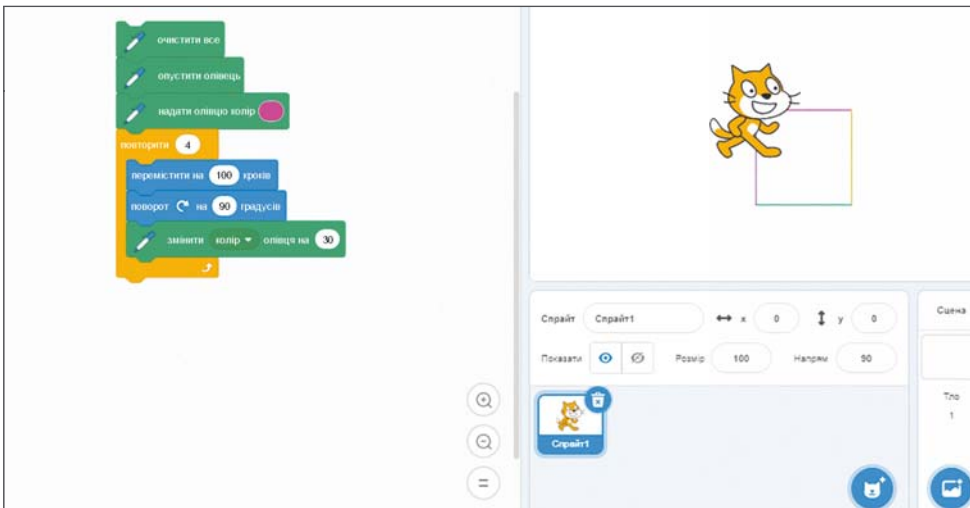 очистити все
опустити олівець
надати олівцю колір
повторити 4
перемістити на 100 кроків
поворот на 90 градусів
змінити колір олівця на 30
Спрайт Спрайт1 x 0 y 0
Показати Розмір 100 Напрям 90
Спрайт1
Сцена
Тло
1